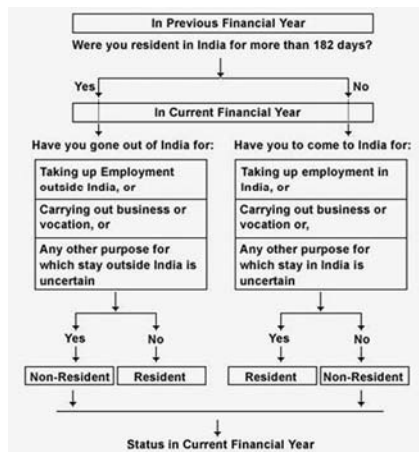 In Previous Financial Year
Were you resident in India for more than 182 days?
Yes
No
In Current Financial Year
Have you gone out of India for:
Taking up Employment
outside India, or
Carrying out business or
vocation, or
Any other purpose for
which stay outside India is
uncertain
Yes
No
Non-Resident
Resident
Have you to come to India for:
Taking up employment in
India, or
Carrying out business or
vocation or,
Any other purpose for
which stay in India is
uncertain
Yes
No
Resident
Non-Resident
Status in Current Financial Year